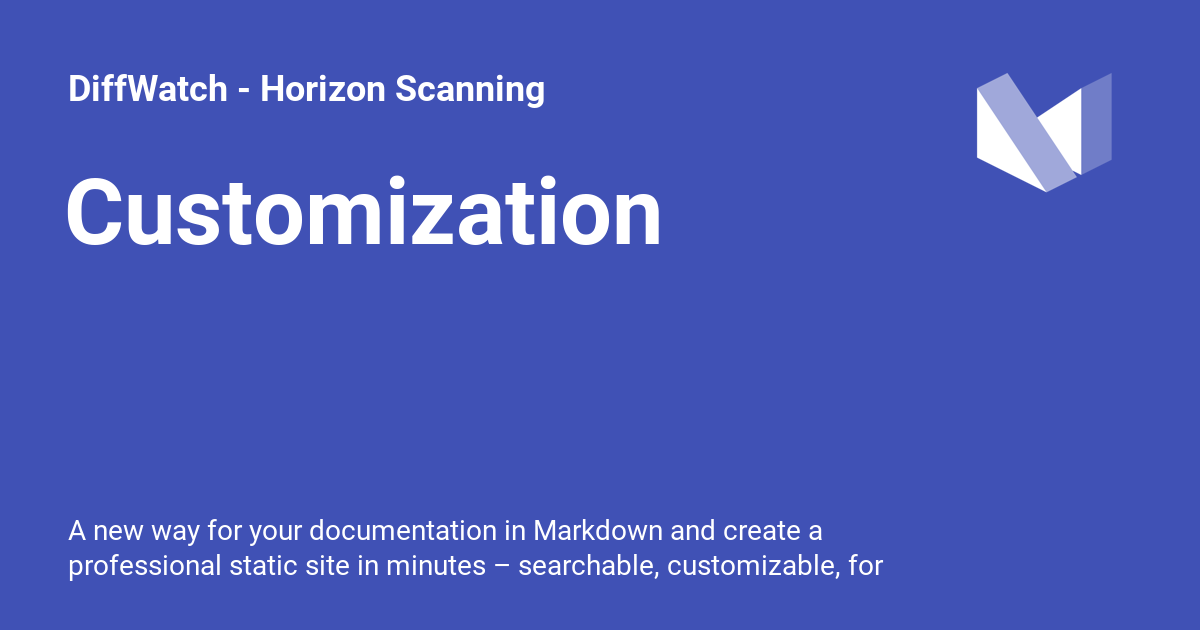 DiffWatch - Horizon Scanning
Customization
A new way for your documentation in Markdown and create a
professional static site in minutes – searchable, customizable, for